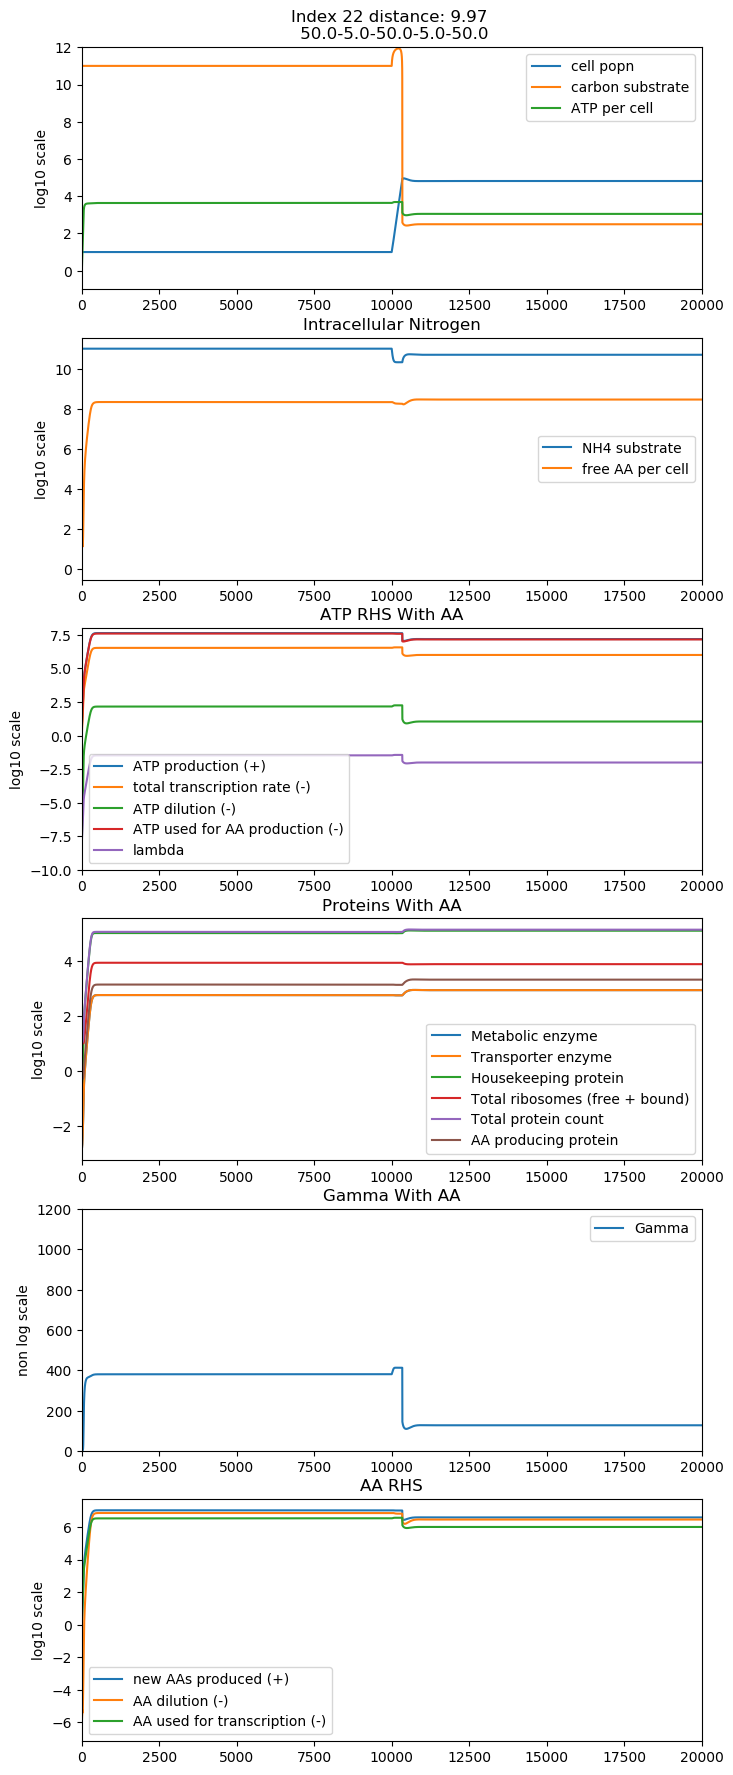 Index 22 distance: 9.97
50.0-5.0-50.0-5.0-50.0
12
10
8
6
4
2
0
log10 scale
cell popn
carbon substrate
ATP per cell
0 2500 5000 7500 10000 12500 15000 17500 20000
Intracellular Nitrogen
10
8
6
4
2
0
log10 scale
NH4 substrate
free AA per cell
0 2500 5000 7500 10000 12500 15000 17500 20000
ATP RHS With AA
7.5
5.0
2.5
0.0
−2.5
−5.0
−7.5
−10.0
log10 scale
ATP production (+)
total transcription rate (-)
ATP dilution (-)
ATP used for AA production (-)
lambda
0 2500 5000 7500 10000 12500 15000 17500 20000
Proteins With AA
4
2
0
−2
log10 scale
Metabolic enzyme
Transporter enzyme
Housekeeping protein
Total ribosomes (free + bound)
Total protein count
AA producing protein
0 2500 5000 7500 10000 12500 15000 17500 20000
Gamma With AA
1200
1000
800
600
400
200
0
non log scale
Gamma
0 2500 5000 7500 10000 12500 15000 17500 20000
AA RHS
6
4
2
0
−2
−4
−6
log10 scale
new AAs produced (+)
AA dilution (-)
AA used for transcription (-)
0 2500 5000 7500 10000 12500 15000 17500 20000